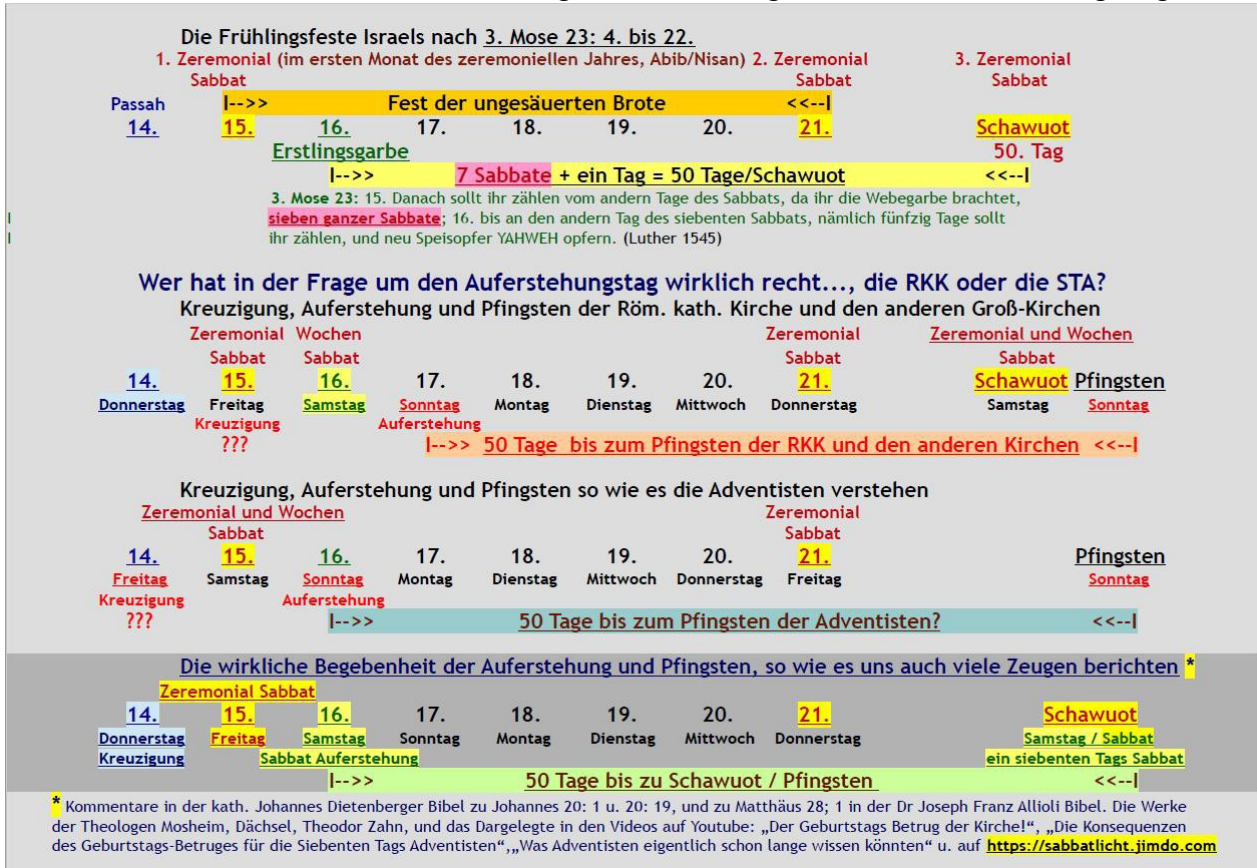 Die Frühlingsfeste Israels nach 3. Mose 23: 4. bis 22.
1. Zeremonial (im ersten Monat des zeremoniellen Jahres, Abib/Nisan) 2. Zeremonial 3. Zeremonial
Sabbat Sabbat Sabbat
Passah I-->> Fest der ungesäuerten Brote <<--I
14. 15. 16. 17. 18. 19. 20. 21. Schawuot
Erstlingsgarbe 50. Tag
I-->> 7 Sabbate + ein Tag = 50 Tage/Schawuot <<--I
3. Mose 23: 15. Danach sollt ihr zählen vom andern Tage des Sabbats, da ihr die Webegarbe brachtet,
sieben ganzer Sabbate; 16. bis an den andern Tag des siebenten Sabbats, nämlich fünfzig Tage sollt
ihr zählen, und neu Speisopfer YAHWEH opfern. (Luther 1545)
Wer hat in der Frage um den Auferstehungstag wirklich recht..., die RKK oder die STA?
Kreuzigung, Auferstehung und Pfingsten der Röm. kath. Kirche und den anderen Groß-Kirchen
Zeremonial Wochen Zeremonial Zeremonial und Wochen
Sabbat Sabbat Sabbat Sabbat
14. 15. 16. 17. 18. 19. 20. 21. Schawuot Pfingsten
Donnerstag Freitag Samstag Sonntag Montag Dienstag Mittwoch Donnerstag Samstag Sonntag
Kreuzigung Auferstehung
??? I-->> 50 Tage bis zum Pfingsten der RKK und den anderen Kirchen <<--I
Kreuzigung, Auferstehung und Pfingsten so wie es die Adventisten verstehen
Zeremonial und Wochen Zeremonial
Sabbat Sabbat
14. 15. 16. 17. 18. 19. 20. 21. Pfingsten
Freitag Samstag Sonntag Montag Dienstag Mittwoch Donnerstag Freitag Sonntag
Kreuzigung Auferstehung
??? I-->> 50 Tage bis zum Pfingsten der Adventisten? <<--I
Die wirkliche Begebenheit der Auferstehung und Pfingsten, so wie es uns auch viele Zeugen berichten *
Zeremonial Sabbat
14. 15. 16. 17. 18. 19. 20. 21. Schawuot
Donnerstag Freitag Samstag Sonntag Montag Dienstag Mittwoch Donnerstag Samstag / Sabbat
Kreuzigung Sabbat Auferstehung ein siebenten Tags Sabbat
I-->> 50 Tage bis zu Schawuot / Pfingsten <<--I
* Kommentare in der kath. Johannes Dietenberger Bibel zu Johannes 20: 1 u. 20: 19, und zu Matthäus 28; 1 in der Dr Joseph Franz Allioli Bibel. Die Werke
der Theologen Mosheim, Dächsel, Theodor Zahn, und das Dargelegte in den Videos auf Youtube: „Der Geburtstags Betrug der Kirche!“, „Die Konsequenzen
des Geburtstags-Betruges für die Siebenten Tags Adventisten“,„Was Adventisten eigentlich schon lange wissen könnten“ u. auf https://sabbatlicht.jimdo.com